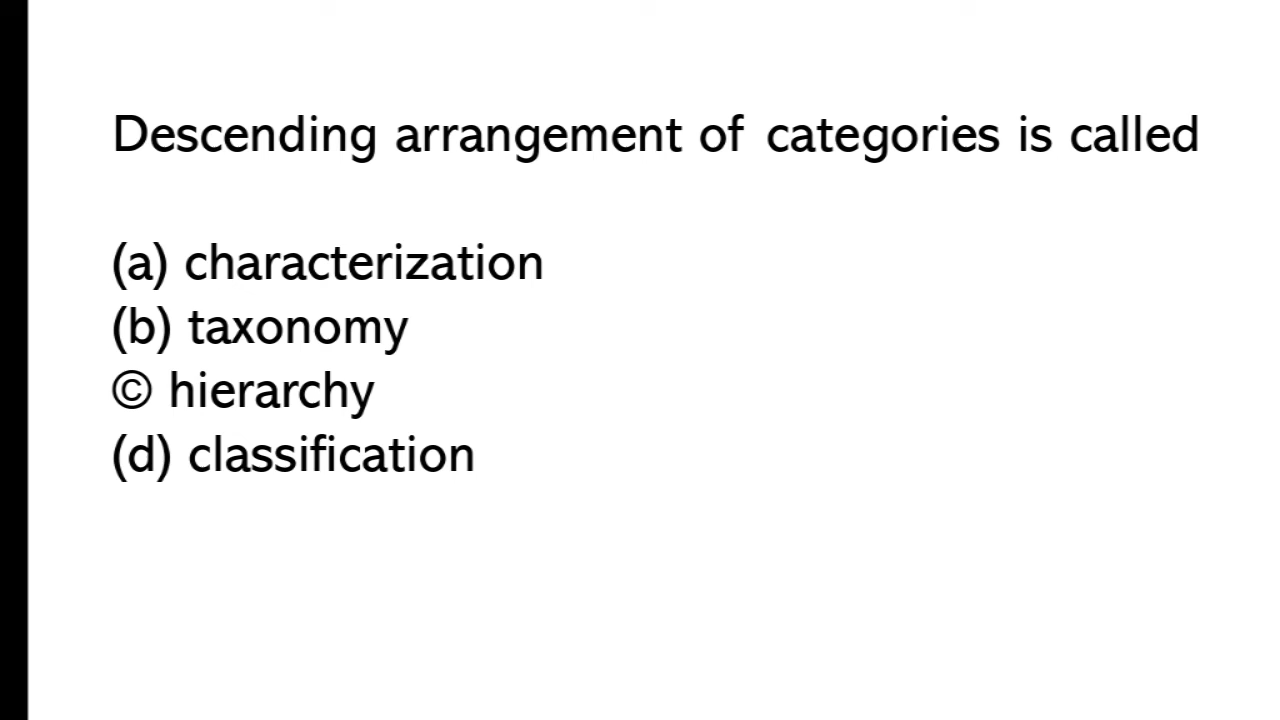 Descending arrangement of categories is called
(a) characterization
(b) taxonomy
© hierarchy
(d) classification